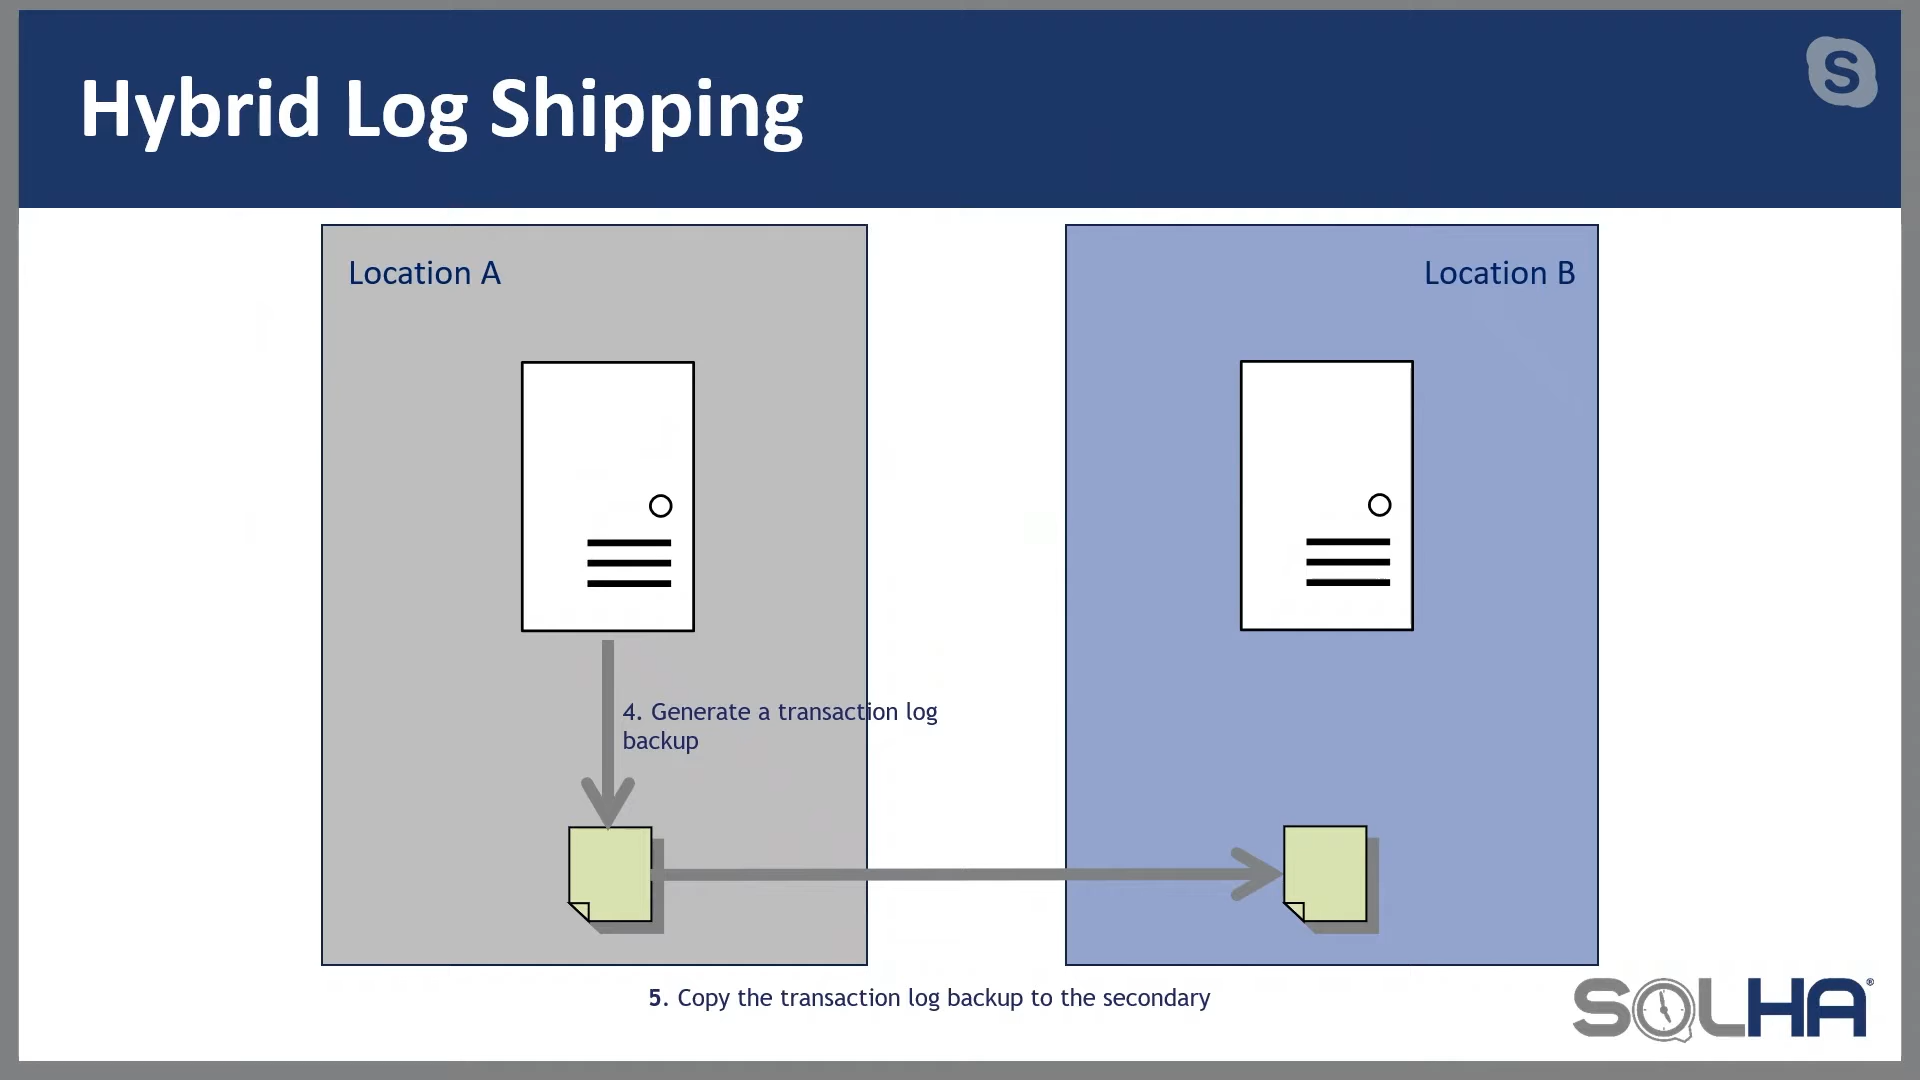 Hybrid Log Shipping
S
Location A
Location B
4. Generate a transaction log
backup
5. Copy the transaction log backup to the secondary
SQLHA®